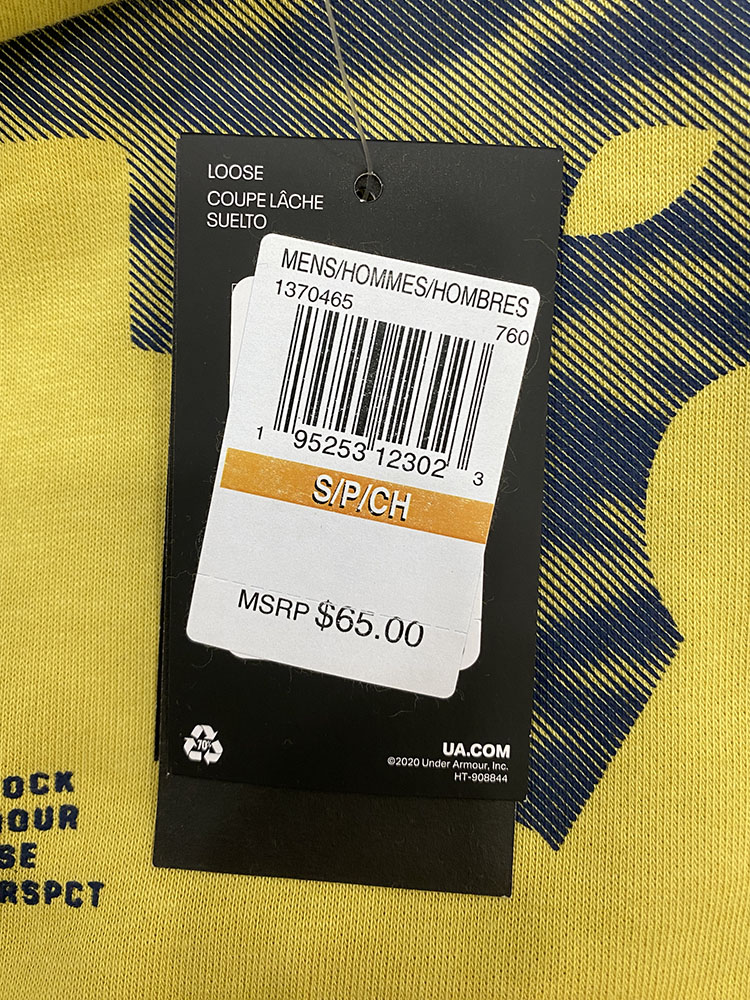 LOOSE
COUPE LÂCHE
SUELTO
MENS/HOMMES/HOMBRES
1370465
760
1 95253 12302 3
S/P/CH
MSRP $65.00
70%
UA.COM
©2020 Under Armour, Inc.
HT-908844
OCK
OUR
SE
RSPCT